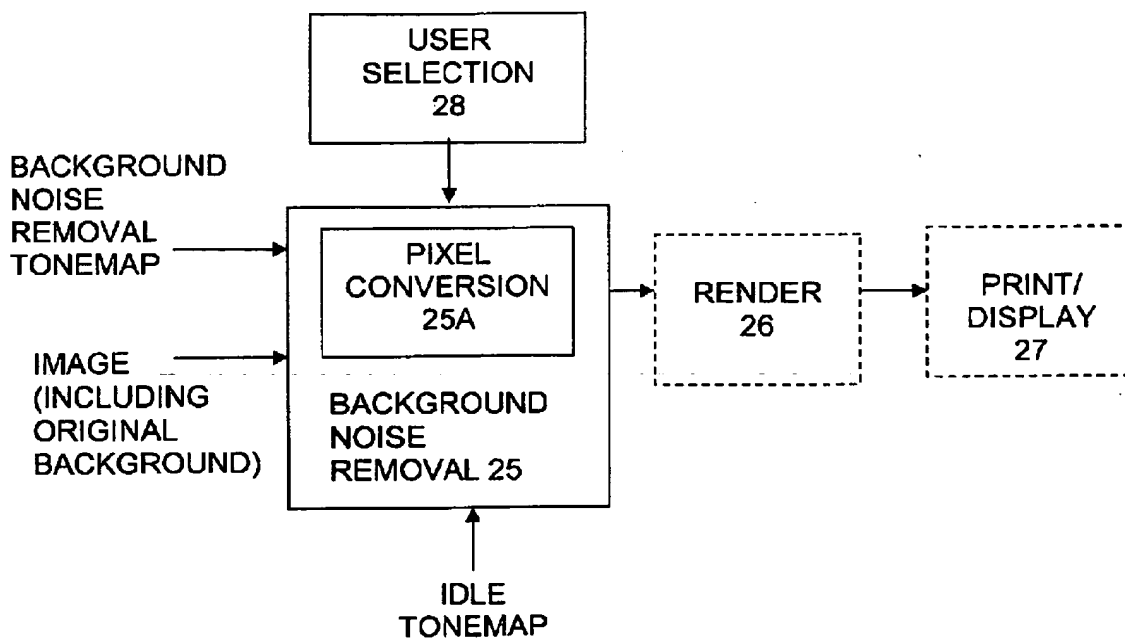 USER
SELECTION
28
BACKGROUND
NOISE
REMOVAL
TONEMAP
PIXEL
CONVERSION
25A
IMAGE
(INCLUDING
ORIGINAL
BACKGROUND)
BACKGROUND
NOISE
REMOVAL 25
RENDER
26
PRINT/
DISPLAY
27
IDLE
TONEMAP